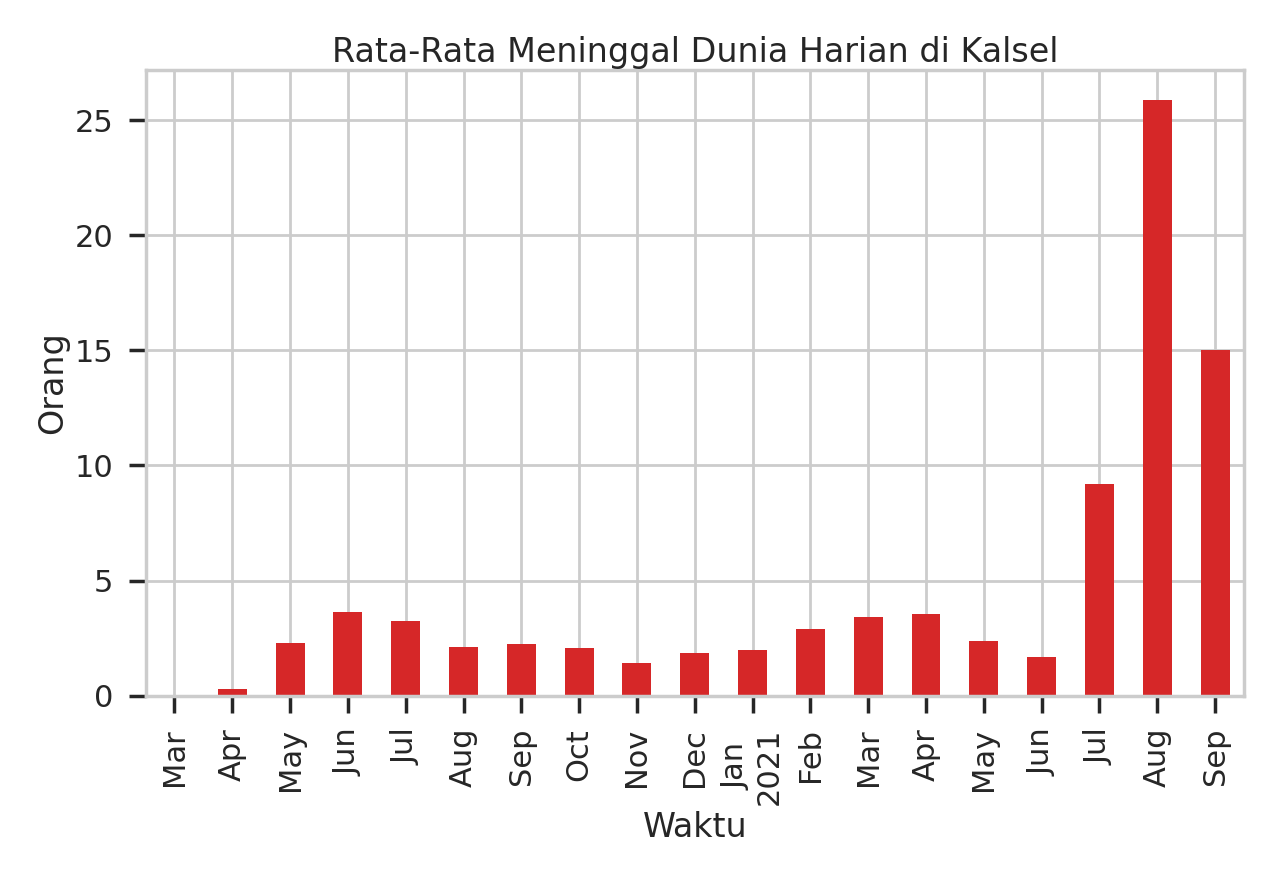 Rata-Rata Meninggal Dunia Harian di Kalsel
Orang
25
20
15
10
5
0
Mar
Apr
May
Jun
Jul
Aug
Sep
Oct
Nov
Dec
Jan
2021
Feb
Mar
Apr
May
Jun
Jul
Aug
Sep
Waktu